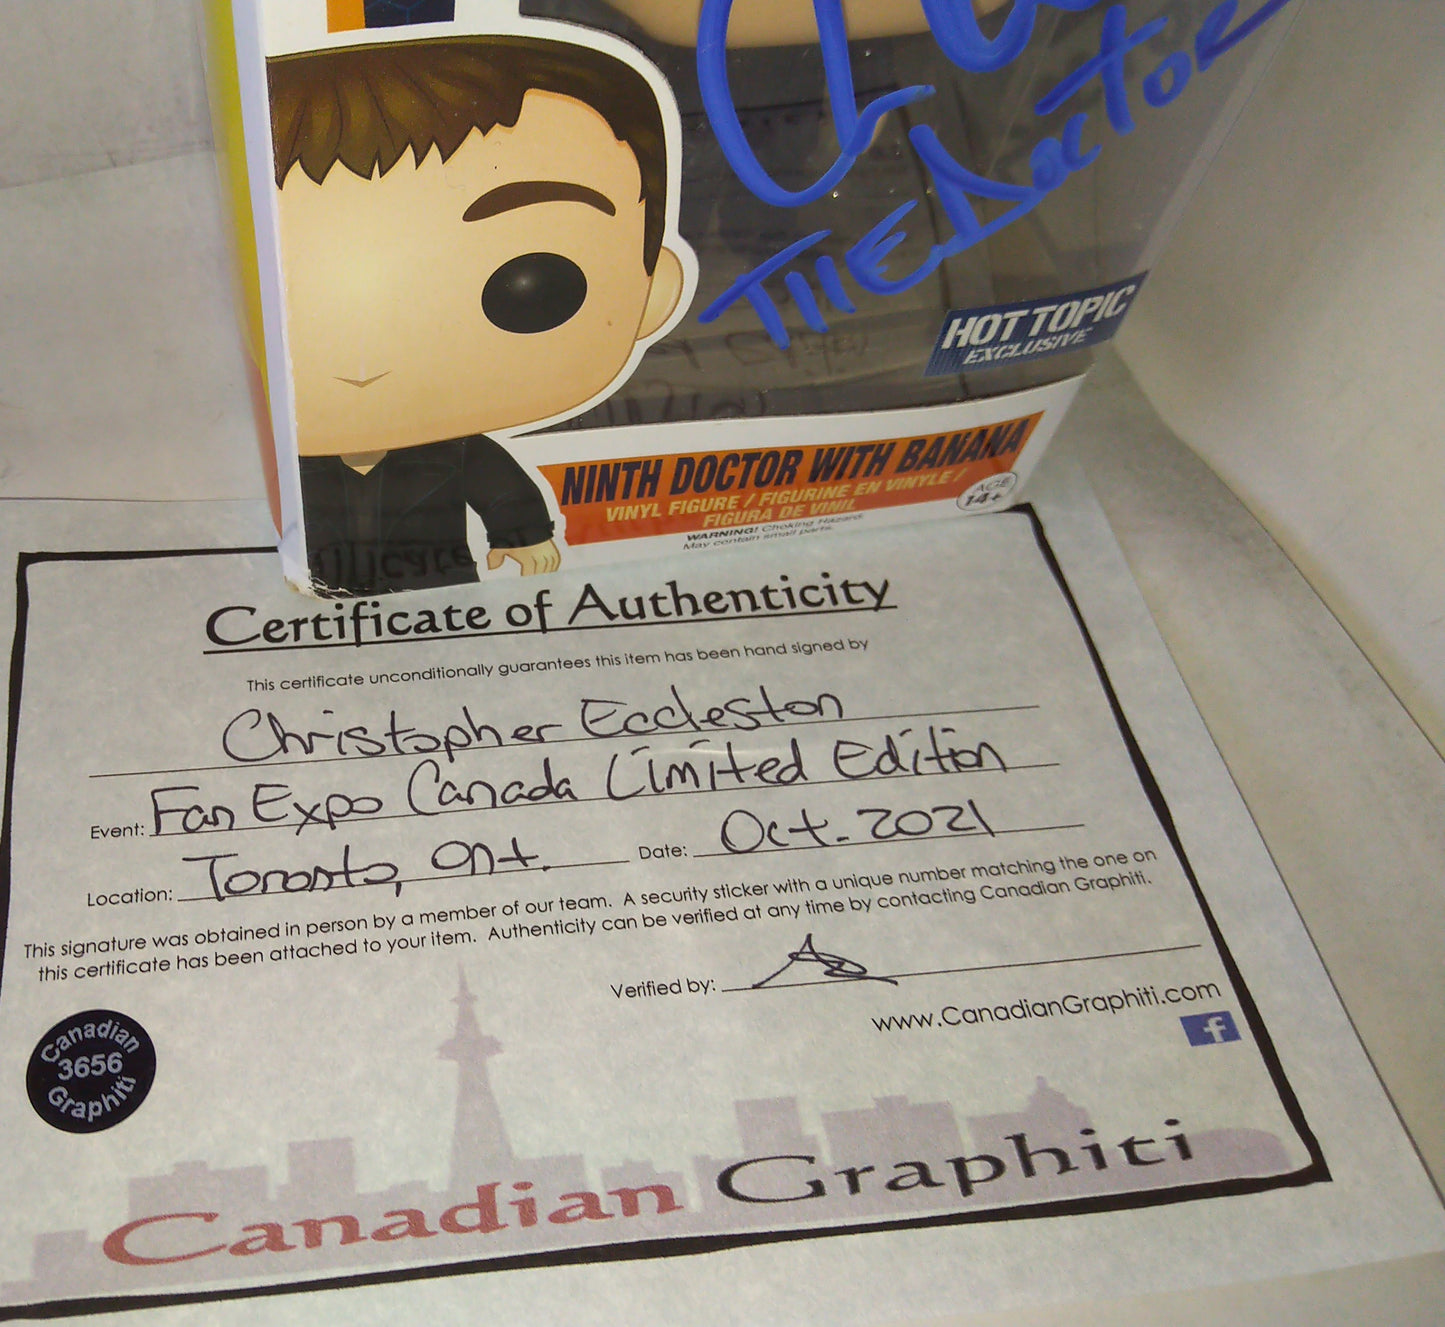 THE DOCTOR
HOT TOPIC
EXCLUSIVE
NINTH DOCTOR WITH BANANA
VINYL FIGURE / FIGURINE EN VINYLE /
FIGURA DE VINIL
AGE
14+
WARNING! Choking Hazard.
May contain small parts.
Certificate of Authenticity
This certificate unconditionally guarantees this item has been hand signed by
Christopher Eccleston
Event: Fan Expo Canada Limited Edition
Location: Toronto, Ont. Date: Oct. 2021
This signature was obtained in person by a member of our team. A security sticker with a unique number matching the one on
this certificate has been attached to your item. Authenticity can be verified at any time by contacting Canadian Graphiti.
Verified by:
www.CanadianGraphiti.com
f
Canadian
3656
Graphiti
Canadian Graphiti